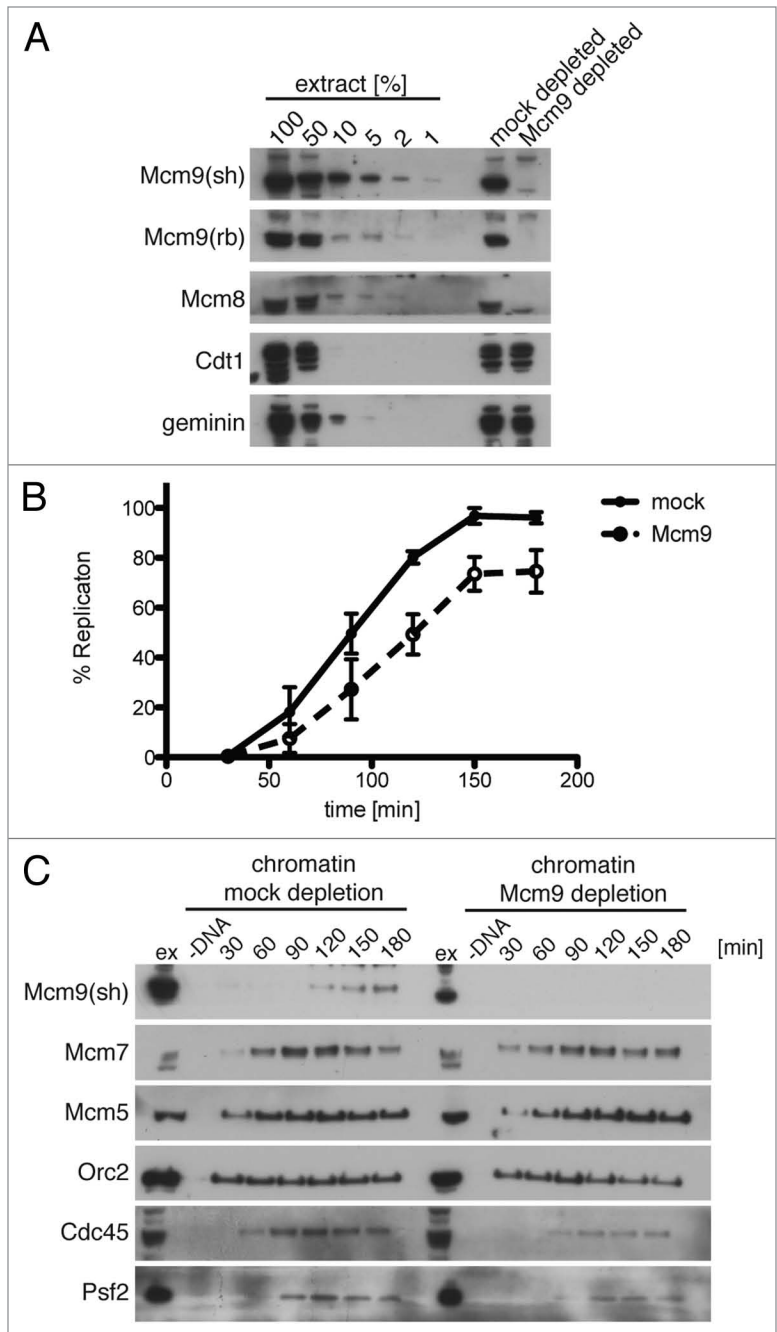 A
extract [%]
100 50 10 5 2 1 mock depleted Mcm9 depleted
Mcm9(sh)
Mcm9(rb)
Mcm8
Cdt1
geminin
B
% Replicaton
100
80
60
40
20
0
0 50 100 150 200
time [min]
mock
Mcm9
C
chromatin
mock depletion
chromatin
Mcm9 depletion
ex -DNA 30 60 90 120 150 180 ex -DNA 30 60 90 120 150 180 [min]
Mcm9(sh)
Mcm7
Mcm5
Orc2
Cdc45
Psf2